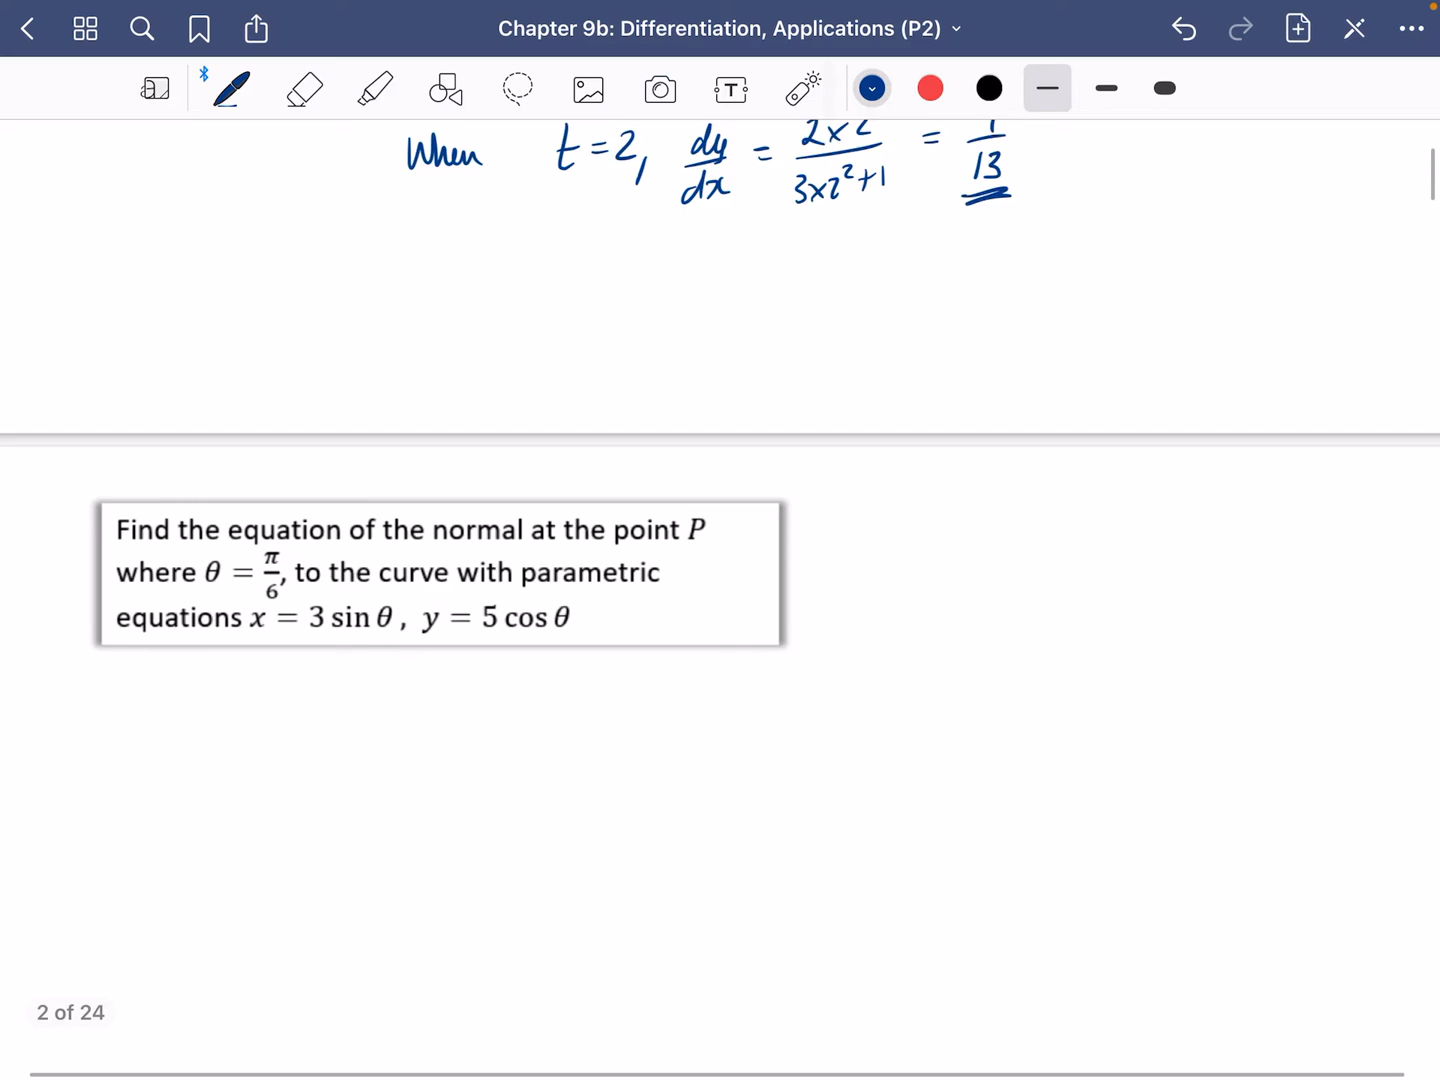 Chapter 9b: Differentiation, Applications (P2)
When t = 2, dy/dx = 2×2/3×2²+1 = /13
Find the equation of the normal at the point P
where θ = π/6, to the curve with parametric
equations x = 3 sin θ , y = 5 cos θ
2 of 24